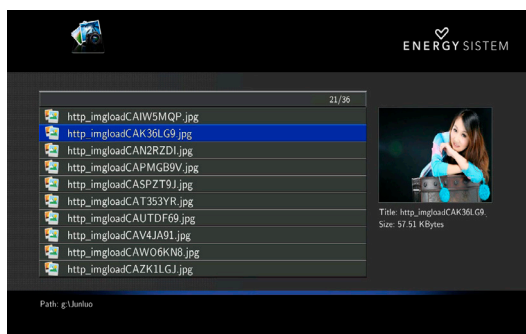 ENERGY SISTEM
21/36
http_imgloadCAIW5MQP.jpg
http_imgloadCAK36LG9.jpg
http_imgloadCAN2RZDI.jpg
http_imgloadCAPMGB9V.jpg
http_imgloadCASPZT9J.jpg
http_imgloadCAT353YR.jpg
http_imgloadCAUTDF69.jpg
http_imgloadCAV4JA91.jpg
http_imgloadCAWO6KN8.jpg
http_imgloadCAZK1LGJ.jpg
Title: http_imgloadCAK36LG9.
Size: 57.51 KBytes
Path: g:\Junluo